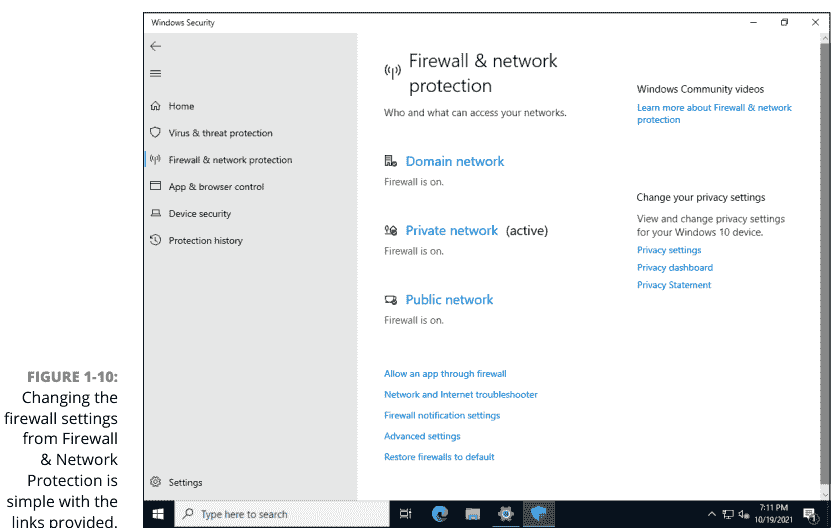 Windows Security
Home
Virus & threat protection
Firewall & network protection
App & browser control
Device security
Protection history
Settings
Firewall & network
protection
Who and what can access your networks.
Domain network
Firewall is on.
Private network (active)
Firewall is on.
Public network
Firewall is on.
Allow an app through firewall
Network and Internet troubleshooter
Firewall notification settings
Advanced settings
Restore firewalls to default
Windows Community videos
Learn more about Firewall & network
protection
Change your privacy settings
View and change privacy settings
for your Windows 10 device.
Privacy settings
Privacy dashboard
Privacy Statement
Type here to search
7:11 PM
10/19/2021
FIGURE 1-10:
Changing the
firewall settings
from Firewall
& Network
Protection is
simple with the
links provided.